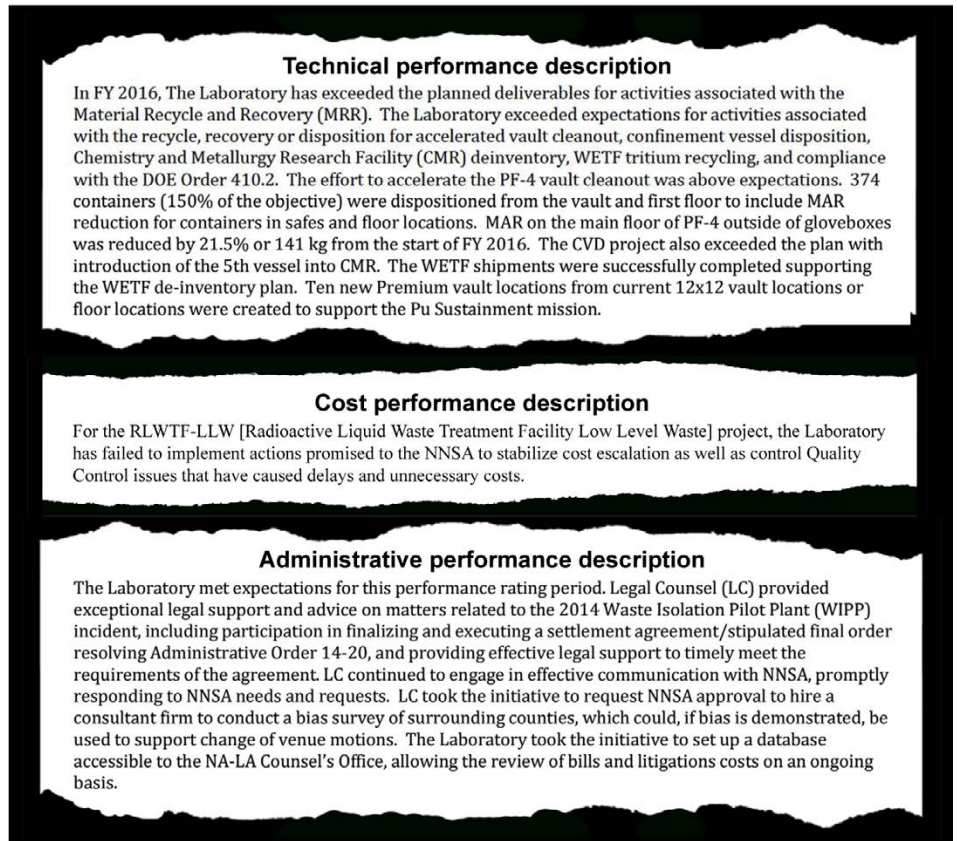 Technical performance description
In FY 2016, The Laboratory has exceeded the planned deliverables for activities associated with the
Material Recycle and Recovery (MRR).  The Laboratory exceeded expectations for activities associated
with the recycle, recovery or disposition for accelerated vault cleanout, confinement vessel disposition,
Chemistry and Metallurgy Research Facility (CMR) deinventory, WETF tritium recycling, and compliance
with the DOE Order 410.2.  The effort to accelerate the PF-4 vault cleanout was above expectations.  374
containers (150% of the objective) were dispositioned from the vault and first floor to include MAR
reduction for containers in safes and floor locations.  MAR on the main floor of PF-4 outside of gloveboxes
was reduced by 21.5% or 141 kg from the start of FY 2016.  The CVD project also exceeded the plan with
introduction of the 5th vessel into CMR.  The WETF shipments were successfully completed supporting
the WETF de-inventory plan.  Ten new Premium vault locations from current 12x12 vault locations or
floor locations were created to support the Pu Sustainment mission.
Cost performance description
For the RLWTF-LLW [Radioactive Liquid Waste Treatment Facility Low Level Waste] project, the Laboratory
has failed to implement actions promised to the NNSA to stabilize cost escalation as well as control Quality
Control issues that have caused delays and unnecessary costs.
Administrative performance description
The Laboratory met expectations for this performance rating period. Legal Counsel (LC) provided
exceptional legal support and advice on matters related to the 2014 Waste Isolation Pilot Plant (WIPP)
incident, including participation in finalizing and executing a settlement agreement/stipulated final order
resolving Administrative Order 14-20, and providing effective legal support to timely meet the
requirements of the agreement. LC continued to engage in effective communication with NNSA, promptly
responding to NNSA needs and requests.  LC took the initiative to request NNSA approval to hire a
consultant firm to conduct a bias survey of surrounding counties, which could, if bias is demonstrated, be
used to support change of venue motions.  The Laboratory took the initiative to set up a database
accessible to the NA-LA Counsel's Office, allowing the review of bills and litigations costs on an ongoing
basis.